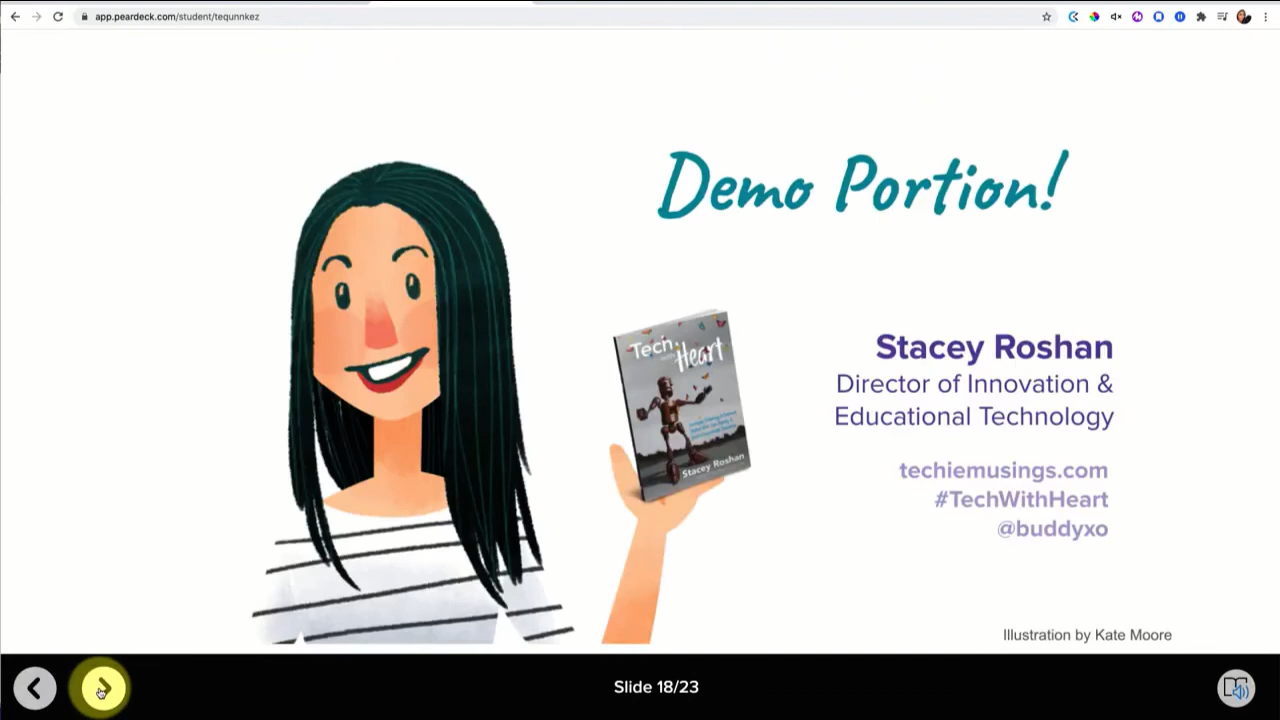 app.peardeck.com/student/tequnnkez
Demo Portion!
Tech
Heart
Stacey Roshan
Stacey Roshan
Director of Innovation &
Educational Technology
techiemusings.com
#TechWithHeart
@buddyxo
Illustration by Kate Moore
Slide 18/23